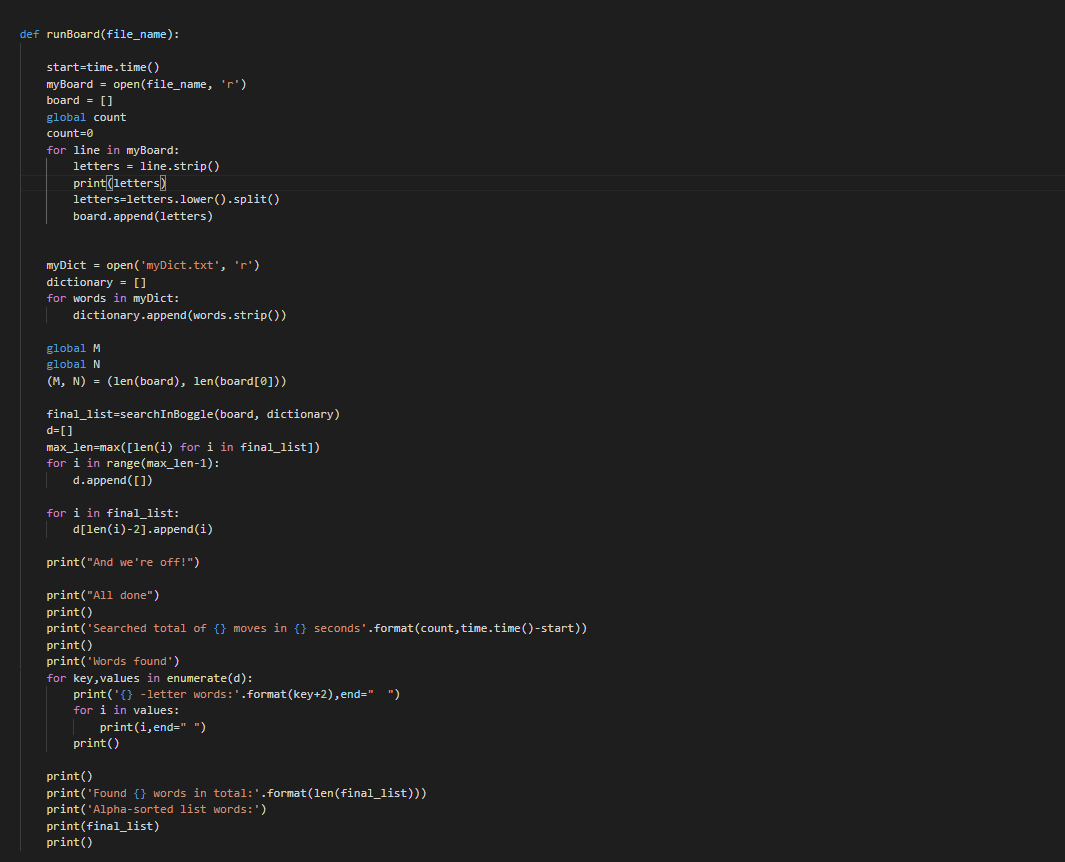 def runBoard(file_name):
start=time.time()
myBoard = open(file_name, 'r')
board = []
global count
count=0
for line in myBoard:
letters = line.strip()
print(letters)
letters=letters.lower().split()
board.append(letters)
myDict = open('myDict.txt', 'r')
dictionary = []
for words in myDict:
dictionary.append(words.strip())
global M
global N
(M, N) = (len(board), len(board[0]))
final_list=searchInBoggle(board, dictionary)
d=[]
max_len=max([len(i) for i in final_list])
for i in range(max_len-1):
d.append([])
for i in final_list:
d[len(i)-2].append(i)
print("And we're off!")
print("All done")
print()
print('Searched total of {} moves in {} seconds'.format(count,time.time()-start))
print()
print('Words found')
for key,values in enumerate(d):
print('{} -letter words:'.format(key+2),end="  ")
for i in values:
print(i,end=" ")
print()
print()
print('Found {} words in total:'.format(len(final_list)))
print('Alpha-sorted list words:')
print(final_list)
print()